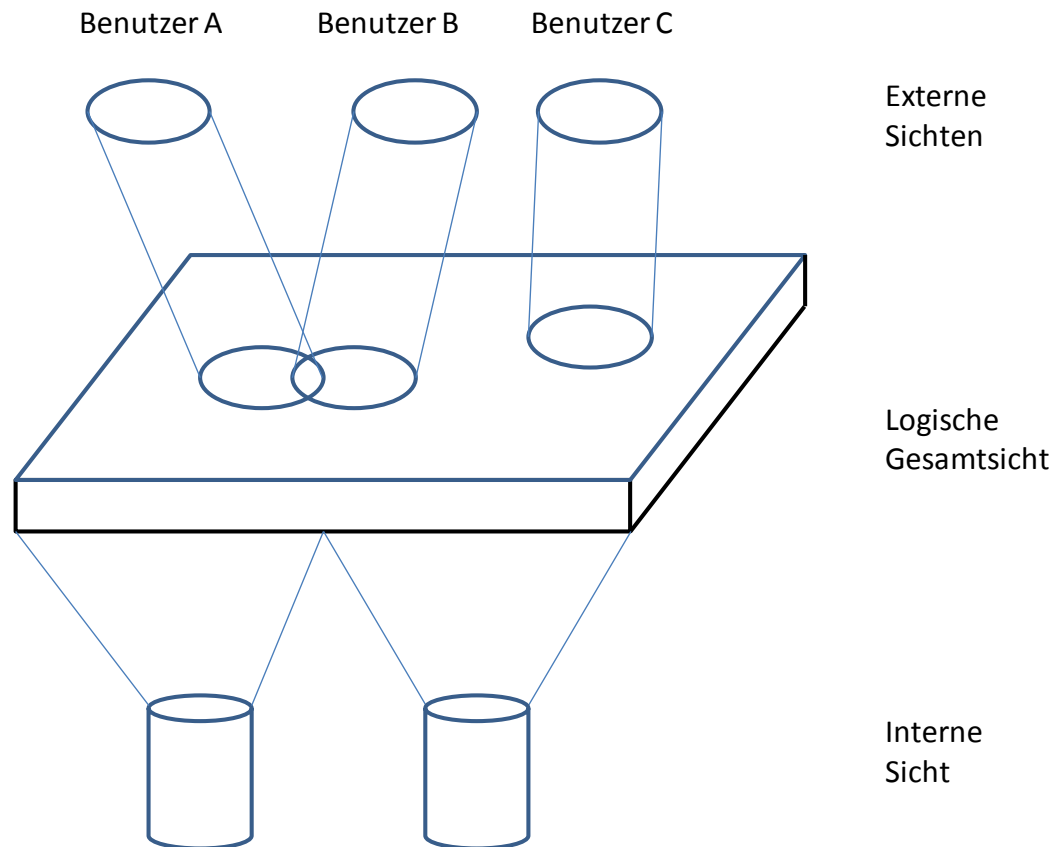 Benutzer A
Benutzer B
Benutzer C
Externe
Sichten
Logische
Gesamtsicht
Interne
Sicht